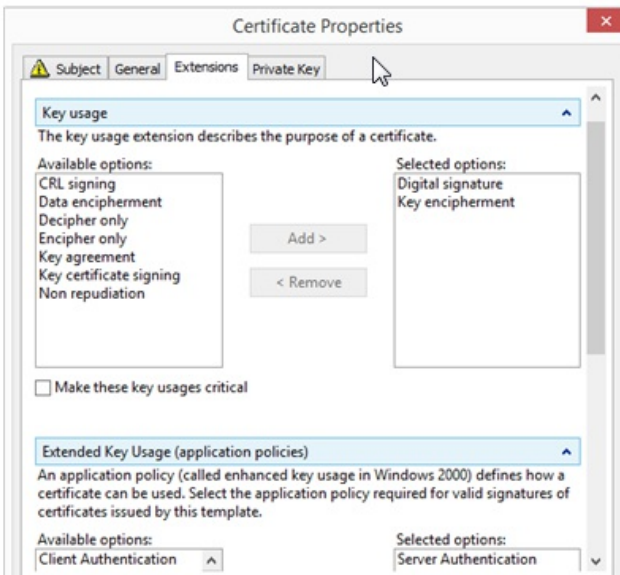 Certificate Properties
Subject General Extensions Private Key
Key usage
The key usage extension describes the purpose of a certificate.
Available options: Selected options:
CRL signing Digital signature
Data encipherment Key encipherment
Decipher only
Encipher only
Key agreement
Key certificate signing
Non repudiation
Add >
< Remove
Make these key usages critical
Extended Key Usage (application policies)
An application policy (called enhanced key usage in Windows 2000) defines how a
certificate can be used. Select the application policy required for valid signatures of
certificates issued by this template.
Available options: Selected options:
Client Authentication Server Authentication